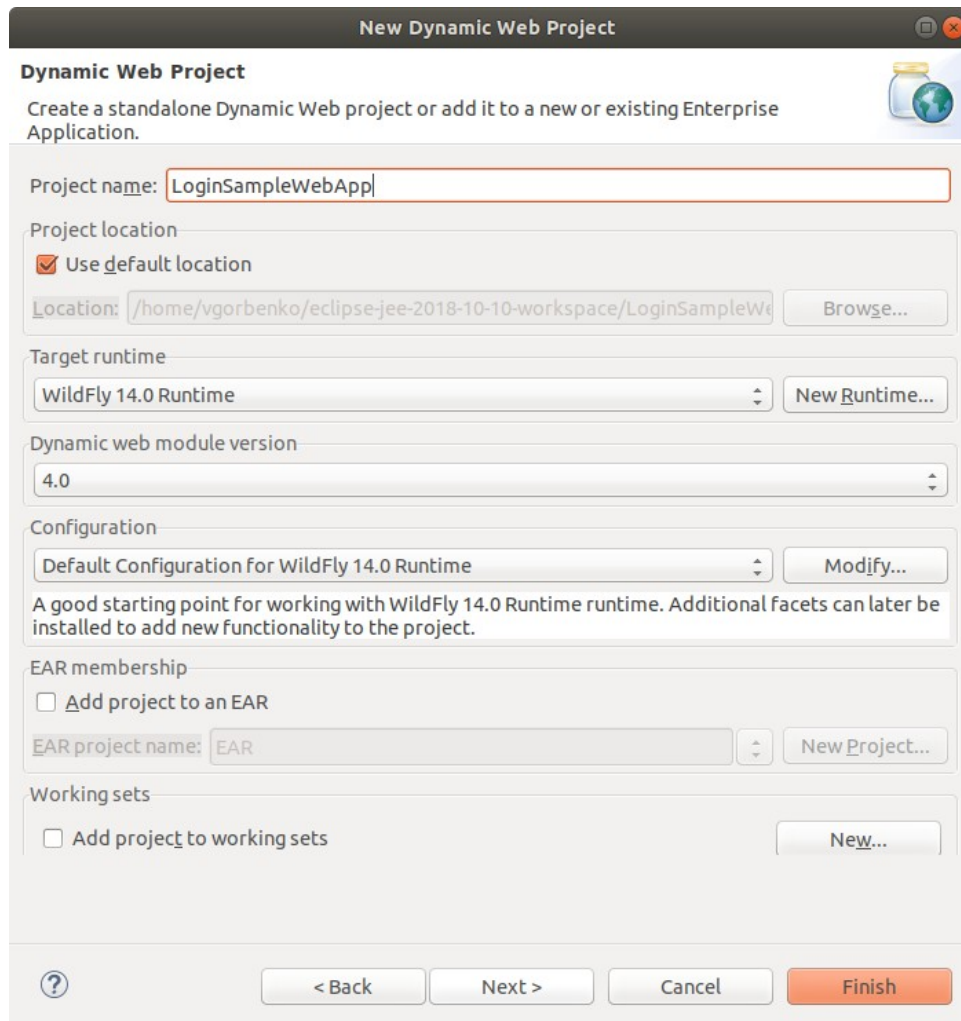 New Dynamic Web Project
Dynamic Web Project
Create a standalone Dynamic Web project or add it to a new or existing Enterprise
Application.
Project name: LoginSampleWebApp
Project location
Use default location
Location: /home/vgorbenko/eclipse-jee-2018-10-10-workspace/LoginSampleWe Browse...
Target runtime
WildFly 14.0 Runtime New Runtime...
Dynamic web module version
4.0
Configuration
Default Configuration for WildFly 14.0 Runtime Modify...
A good starting point for working with WildFly 14.0 Runtime runtime. Additional facets can later be
installed to add new functionality to the project.
EAR membership
Add project to an EAR
EAR project name: EAR New Project...
Working sets
Add project to working sets New...
? < Back Next > Cancel Finish